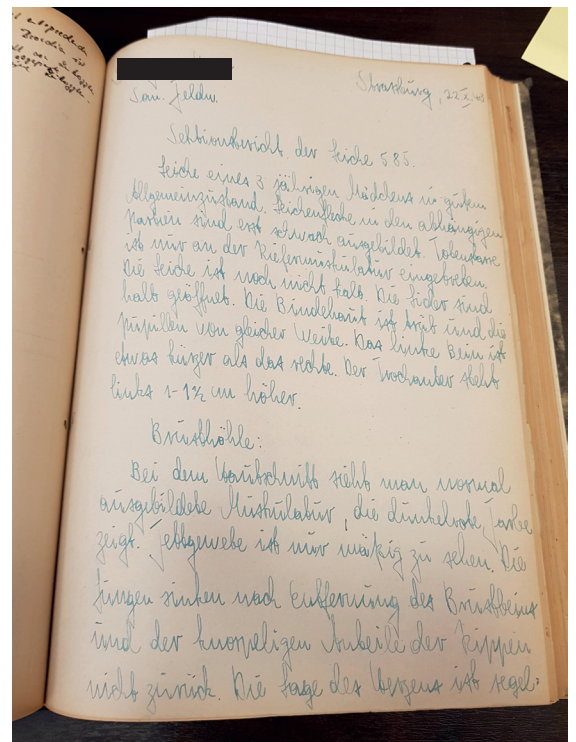 San. Feldw.
Strassburg, 22.
Sektionsbericht der Leiche 585.
Leiche eines 3 jährigen Mädchens in gutem
Allgemeinzustand. Leichenflecke in den abhängigen
Partien sind erst schwach ausgebildet. Totenstarre
ist nur an der Kiefermuskulatur eingetreten.
Die Leiche ist noch nicht kalt. Die Lider sind
halb geöffnet. Die Bindehaut ist trüb und die
Pupillen von gleicher Weite. Das linke Bein ist
etwas kürzer als das rechte. Der Trochanter steht
links 1-1½ cm höher.
Brusthöhle:
Bei dem Hautschnitt sieht man normal
ausgebildete Muskulatur, die dunkelrote Farbe
zeigt. Fettgewebe ist nur mäßig zu sehen. Die
Lungen sinken nach Entfernung des Brustbeins
und der knorpeligen Anteile der Rippen
nicht zurück. Die Lage des Herzens ist regel-